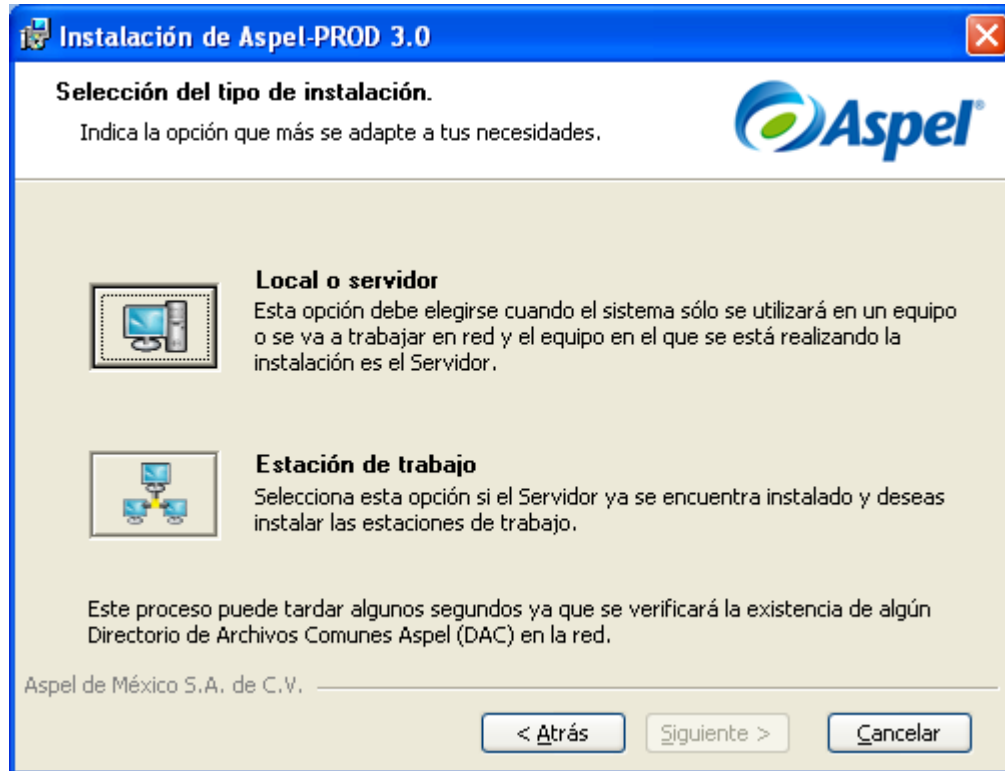 Instalación de Aspel-PROD 3.0
Selección del tipo de instalación.
Indica la opción que más se adapte a tus necesidades.
Aspel®
Local o servidor
Esta opción debe elegirse cuando el sistema sólo se utilizará en un equipo
o se va a trabajar en red y el equipo en el que se está realizando la
instalación es el Servidor.
Estación de trabajo
Selecciona esta opción si el Servidor ya se encuentra instalado y deseas
instalar las estaciones de trabajo.
Este proceso puede tardar algunos segundos ya que se verificará la existencia de algún
Directorio de Archivos Comunes Aspel (DAC) en la red.
Aspel de México S.A. de C.V.
< Atrás
Siguiente >
Cancelar